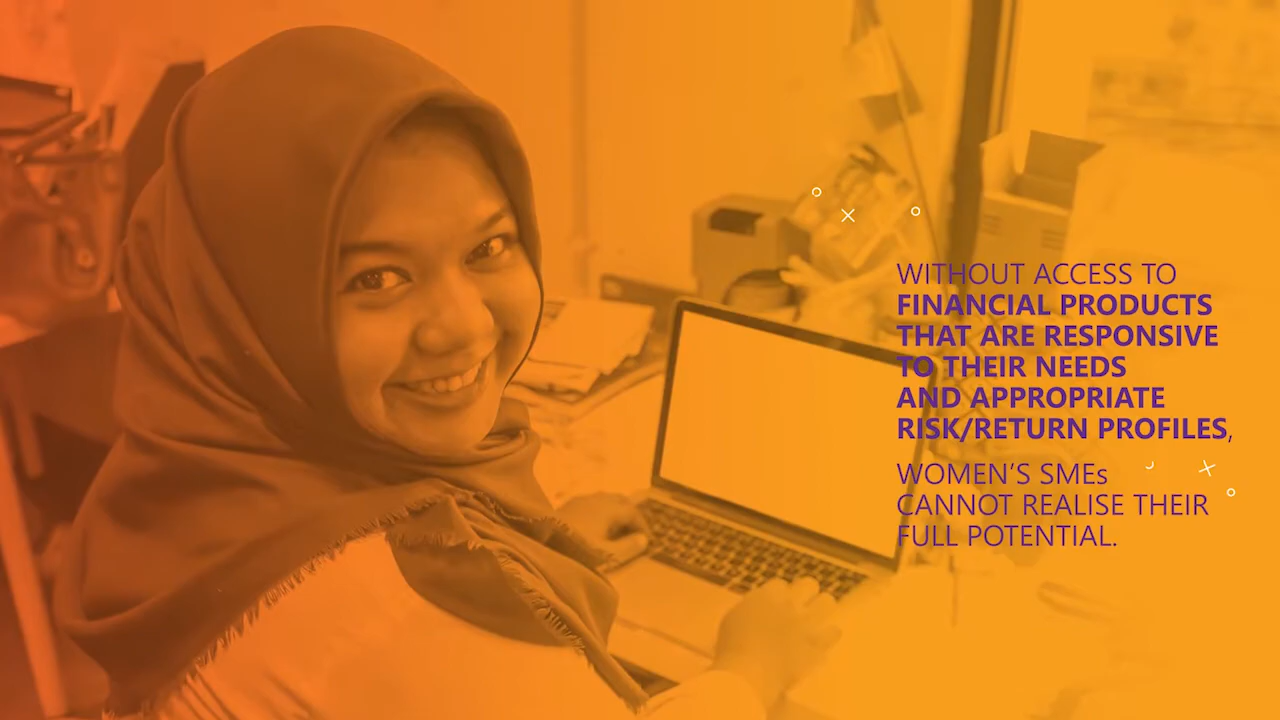 WITHOUT ACCESS TO
FINANCIAL PRODUCTS
THAT ARE RESPONSIVE
TO THEIR NEEDS
AND APPROPRIATE
RISK/RETURN PROFILES,
WOMEN’S SMEs
CANNOT REALISE THEIR
FULL POTENTIAL.